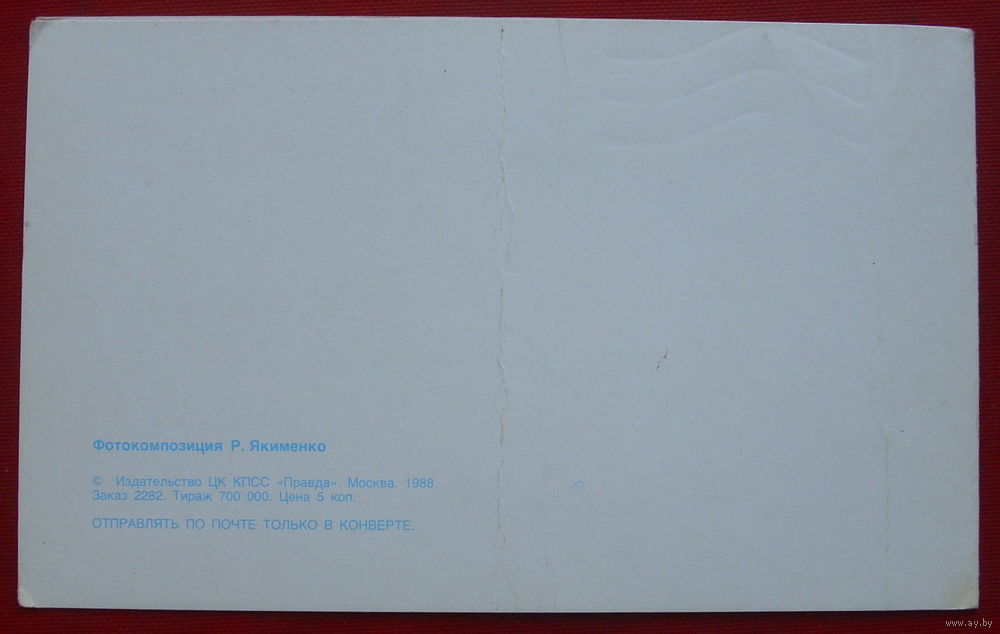 Фотокомпозиция Р. Якименко
© Издательство ЦК КПСС «Правда». Москва. 1988.
Заказ 2282. Тираж 700 000. Цена 5 коп.
ОТПРАВЛЯТЬ ПО ПОЧТЕ ТОЛЬКО В КОНВЕРТЕ.
www.ay.by